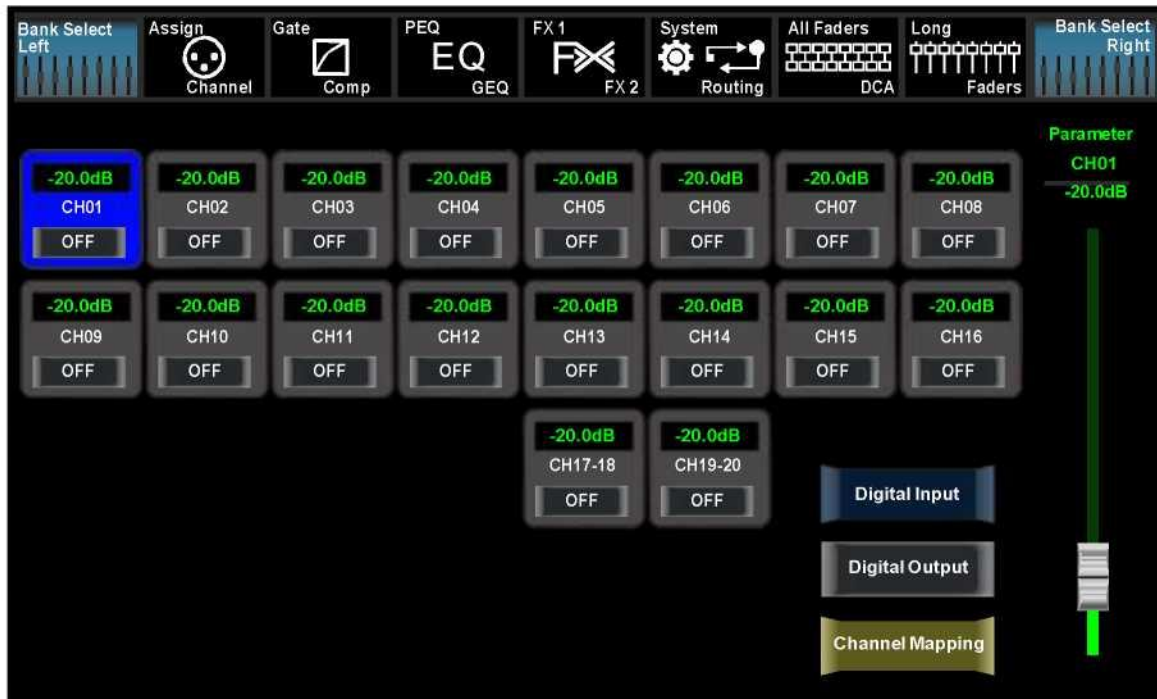 Bank Select
Left
Assign
Channel
Gate
Comp
PEQ
EQ
GEQ
FX 1
FX
FX 2
System
Routing
All Faders
DCA
Long
Faders
Bank Select
Right
Parameter
CH01
-20.0dB
-20.0dB -20.0dB -20.0dB -20.0dB -20.0dB -20.0dB -20.0dB -20.0dB
CH01 CH02 CH03 CH04 CH05 CH06 CH07 CH08
OFF OFF OFF OFF OFF OFF OFF OFF
-20.0dB -20.0dB -20.0dB -20.0dB -20.0dB -20.0dB -20.0dB -20.0dB
CH09 CH10 CH11 CH12 CH13 CH14 CH15 CH16
OFF OFF OFF OFF OFF OFF OFF OFF
-20.0dB -20.0dB
CH17-18 CH19-20
OFF OFF
Digital Input
Digital Output
Channel Mapping